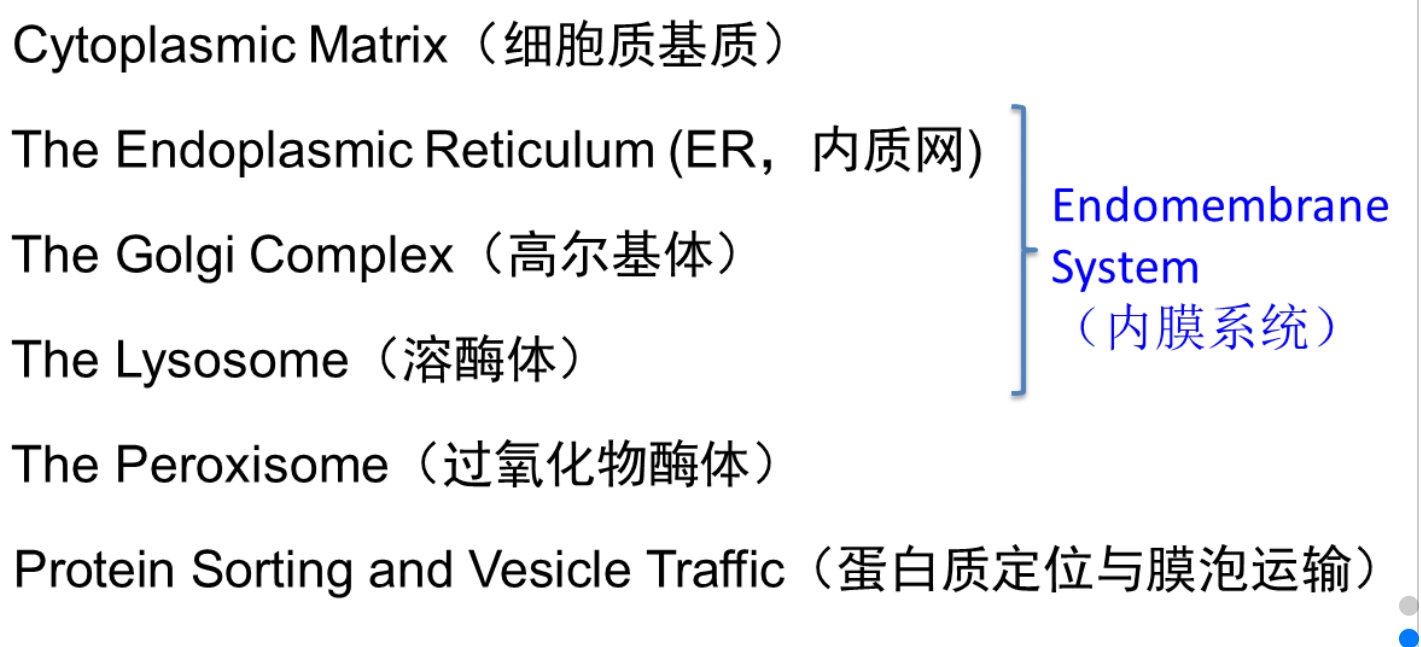 Cytoplasmic Matrix（细胞质基质）
The Endoplasmic Reticulum (ER，内质网)
The Golgi Complex（高尔基体）
The Lysosome（溶酶体）
Endomembrane
System
（内膜系统）
The Peroxisome（过氧化物酶体）
Protein Sorting and Vesicle Traffic（蛋白质定位与膜泡运输）